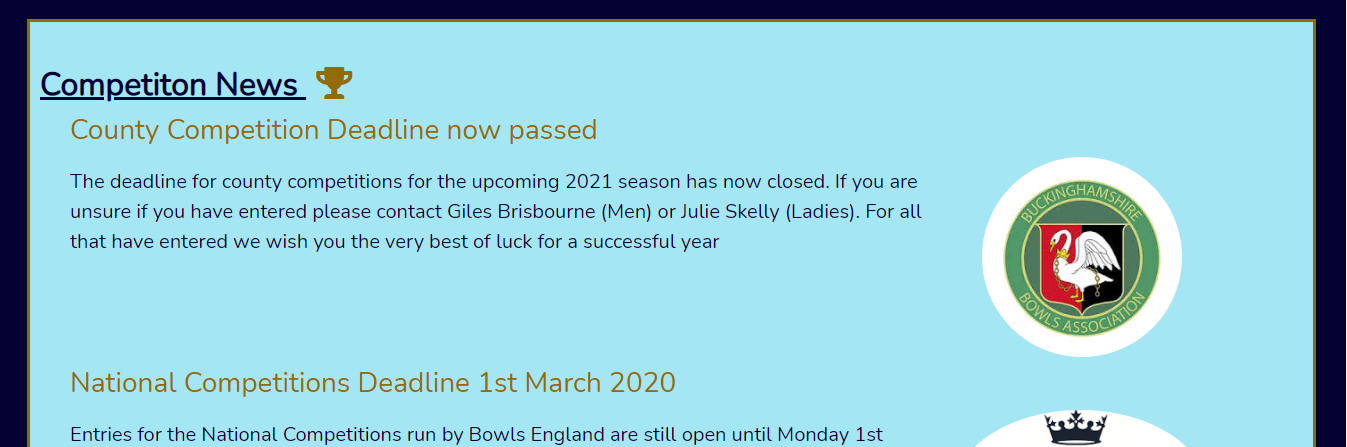 Competiton News
County Competition Deadline now passed
The deadline for county competitions for the upcoming 2021 season has now closed. If you are
unsure if you have entered please contact Giles Brisbourne (Men) or Julie Skelly (Ladies). For all
that have entered we wish you the very best of luck for a successful year
BUCKINGHAMSHIRE
BOWLS ASSOCIATION
National Competitions Deadline 1st March 2020
Entries for the National Competitions run by Bowls England are still open until Monday 1st